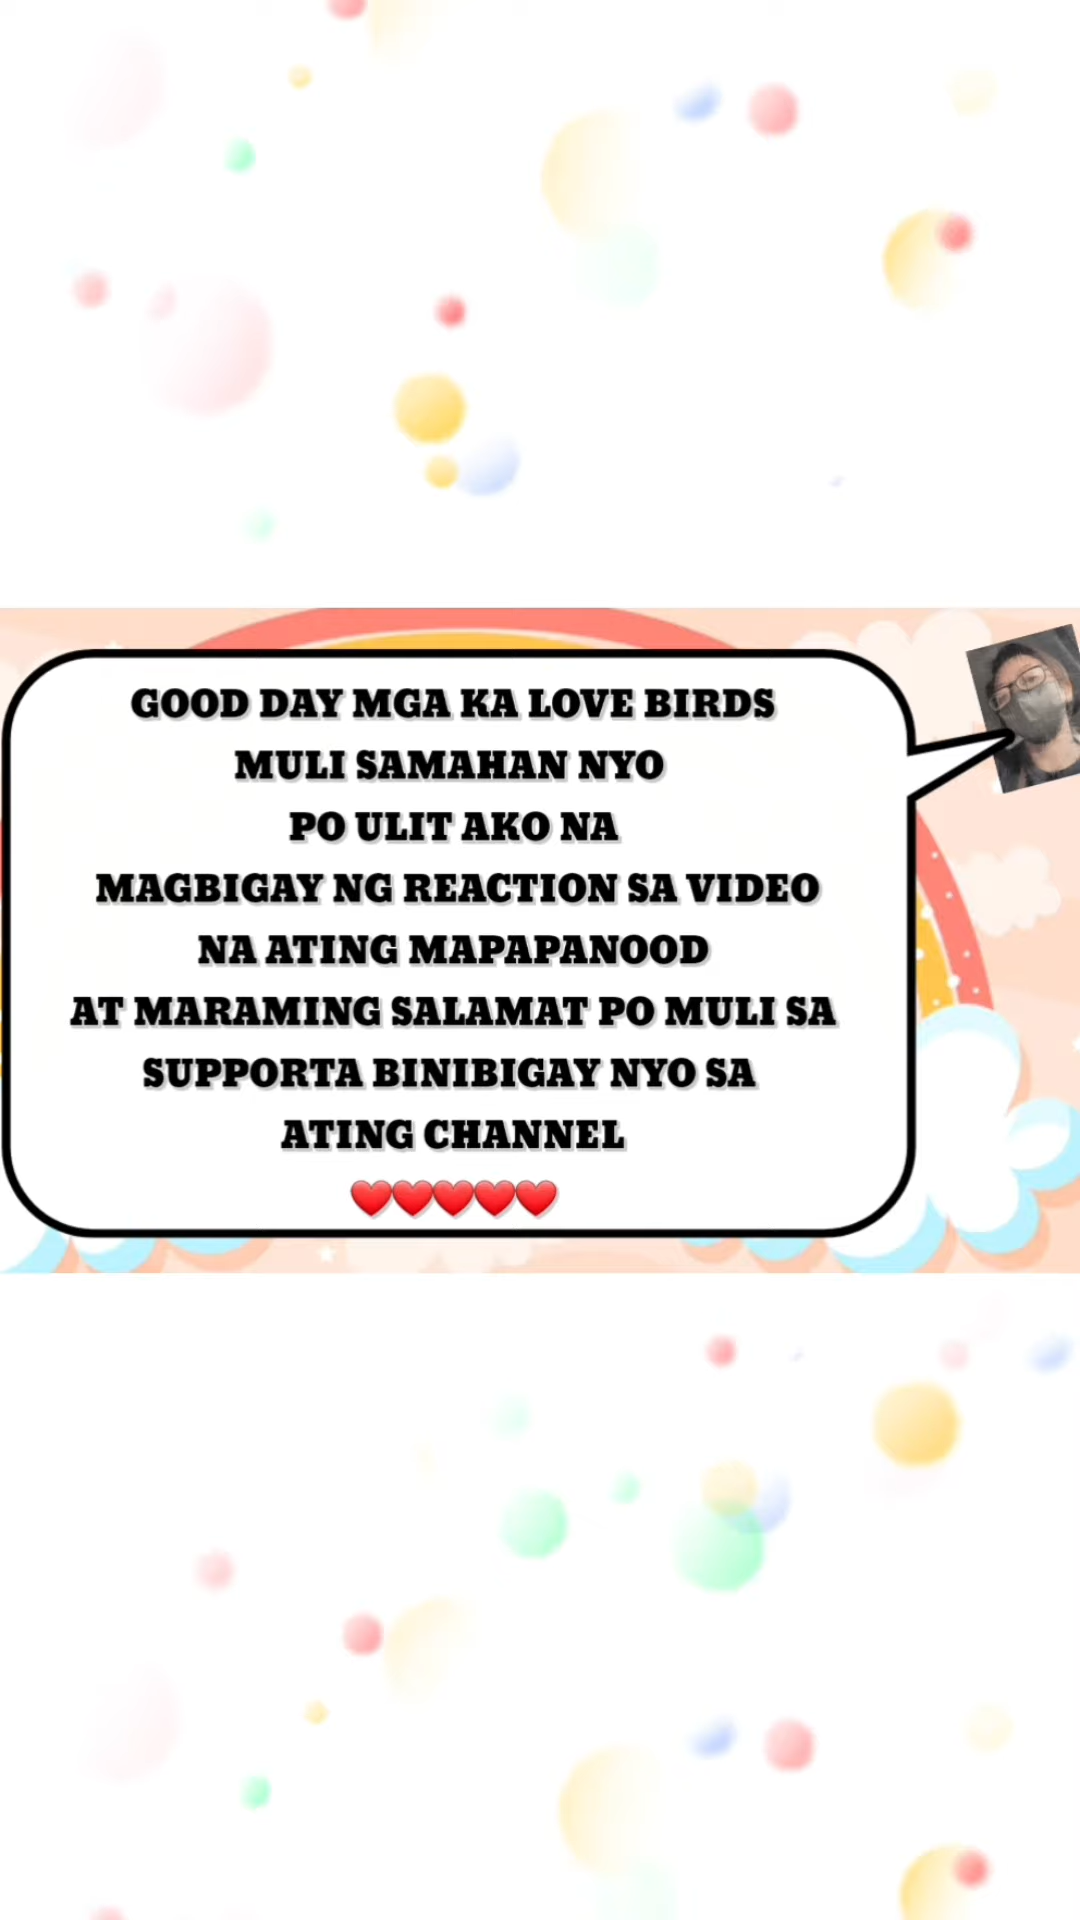 GOOD DAY MGA KA LOVE BIRDS
MULI SAMAHAN NYO
PO ULIT AKO NA
MAGBIGAY NG REACTION SA VIDEO
NA ATING MAPAPANOOD
AT MARAMING SALAMAT PO MULI SA
SUPPORTA BINIBIGAY NYO SA
ATING CHANNEL
❤❤❤❤❤